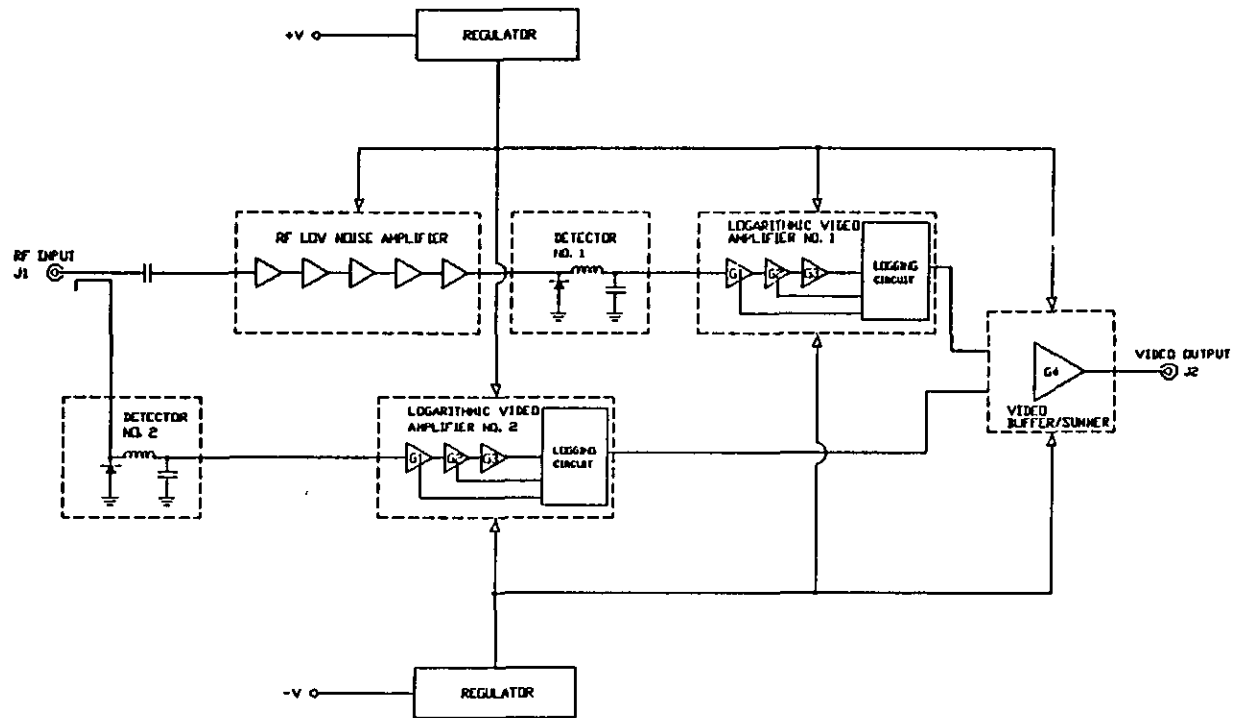 +V
REGULATOR
RF LOW NOISE AMPLIFIER
DETECTOR
NO. 1
LOGARITHMIC VIDEO
AMPLIFIER NO. 1
RF INPUT
J1
G1
G2
G3
LOGGING
CIRCUIT
G4
VIDEO OUTPUT
J2
VIDEO
BUFFER/SUMMER
DETECTOR
NO. 2
LOGARITHMIC VIDEO
AMPLIFIER NO. 2
G1
G2
G3
LOGGING
CIRCUIT
-V
REGULATOR